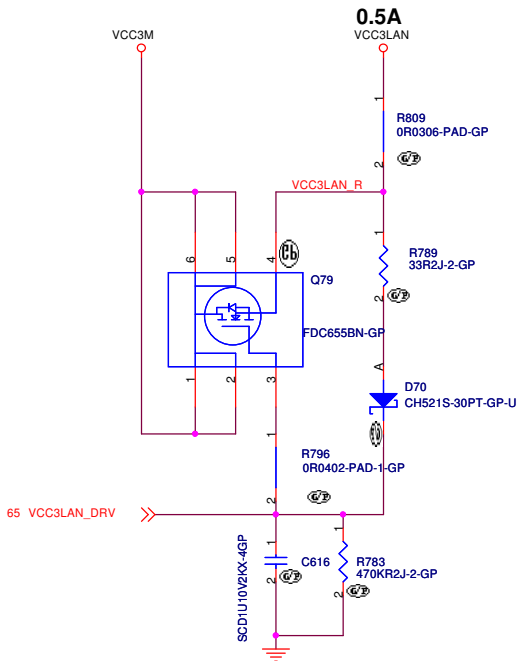 0.5A
VCC3M
VCC3LAN
1
R809
0R0306-PAD-GP
2
G/P
VCC3LAN_R
6
5
4
1
R789
33R2J-2-GP
2
G/P
Q79
FDC655BN-GP
1
2
3
A
D70
CH521S-30PT-GP-U
1
R796
0R0402-PAD-1-GP
2
G/P
65 VCC3LAN_DRV
SCD1U10V2KX-4GP
1
C616
2
G/P
1
R783
470KR2J-2-GP
2
G/P